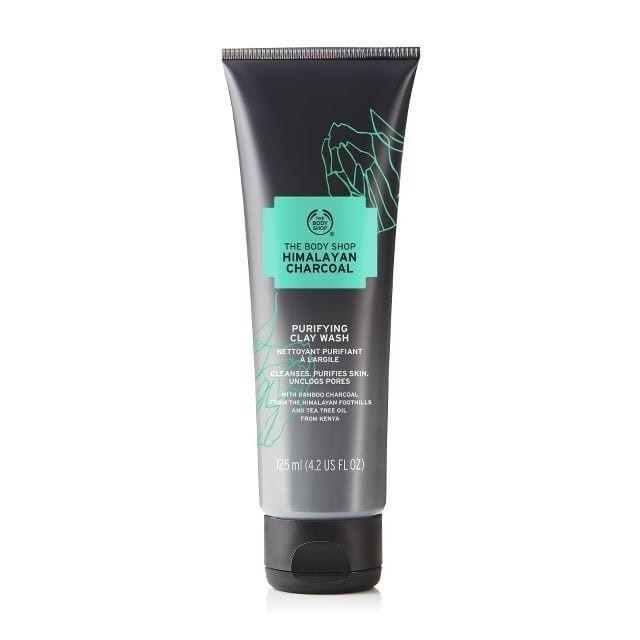 THE
BODY
SHOP
®
THE BODY SHOP
HIMALAYAN
CHARCOAL
PURIFYING
CLAY WASH
NETTOYANT PURIFIANT
À L'ARGILE
CLEANSES, PURIFIES SKIN,
UNCLOGS PORES
WITH BAMBOO CHARCOAL
FROM THE HIMALAYAN FOOTHILLS
AND TEA TREE OIL
FROM KENYA
125 ml (4.2 US FL OZ)